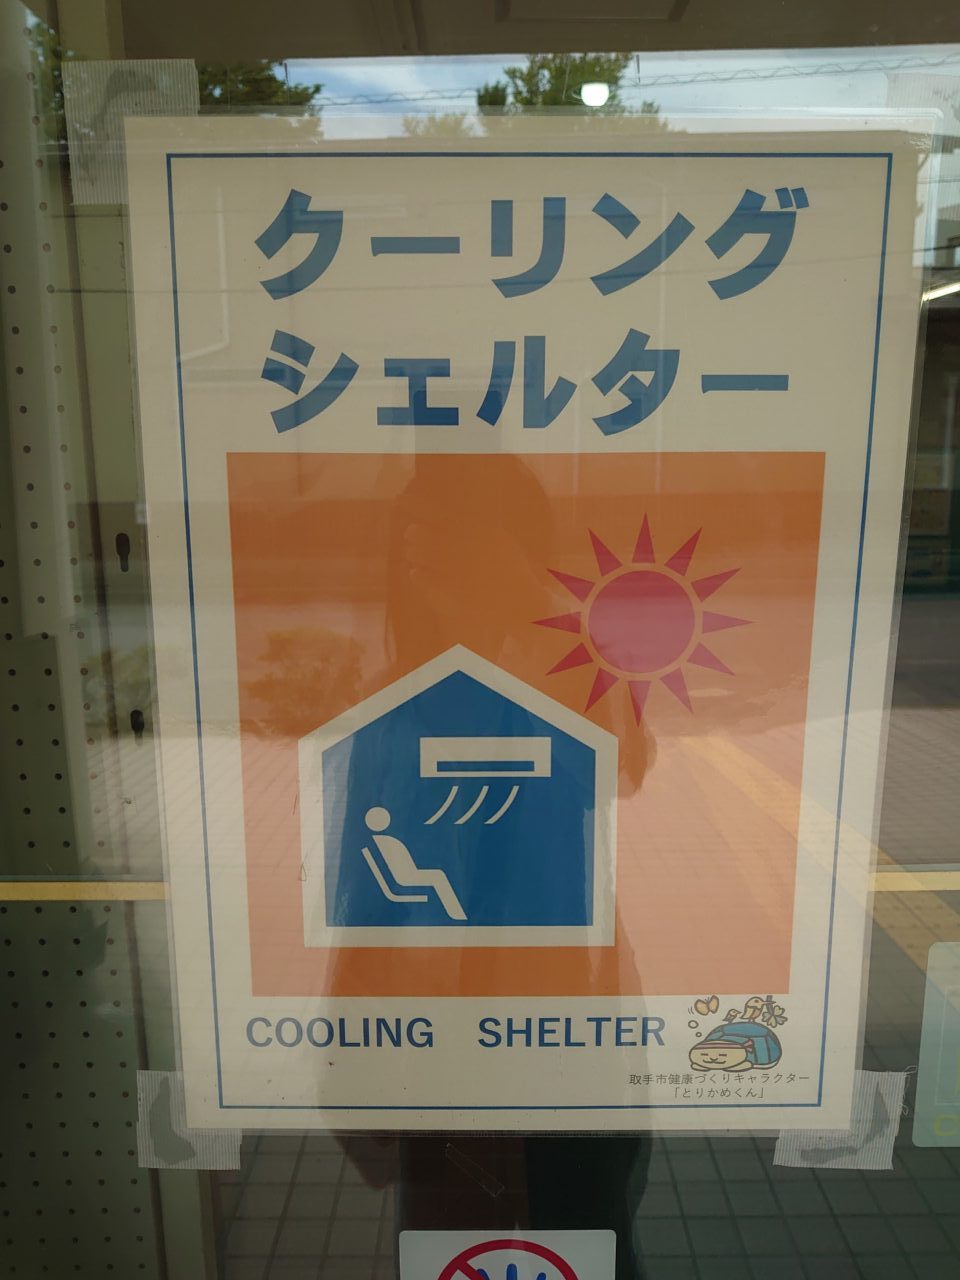 クーリング
シェルター
COOLING SHELTER
取手市健康づくりキャラクター
「とりかめくん」